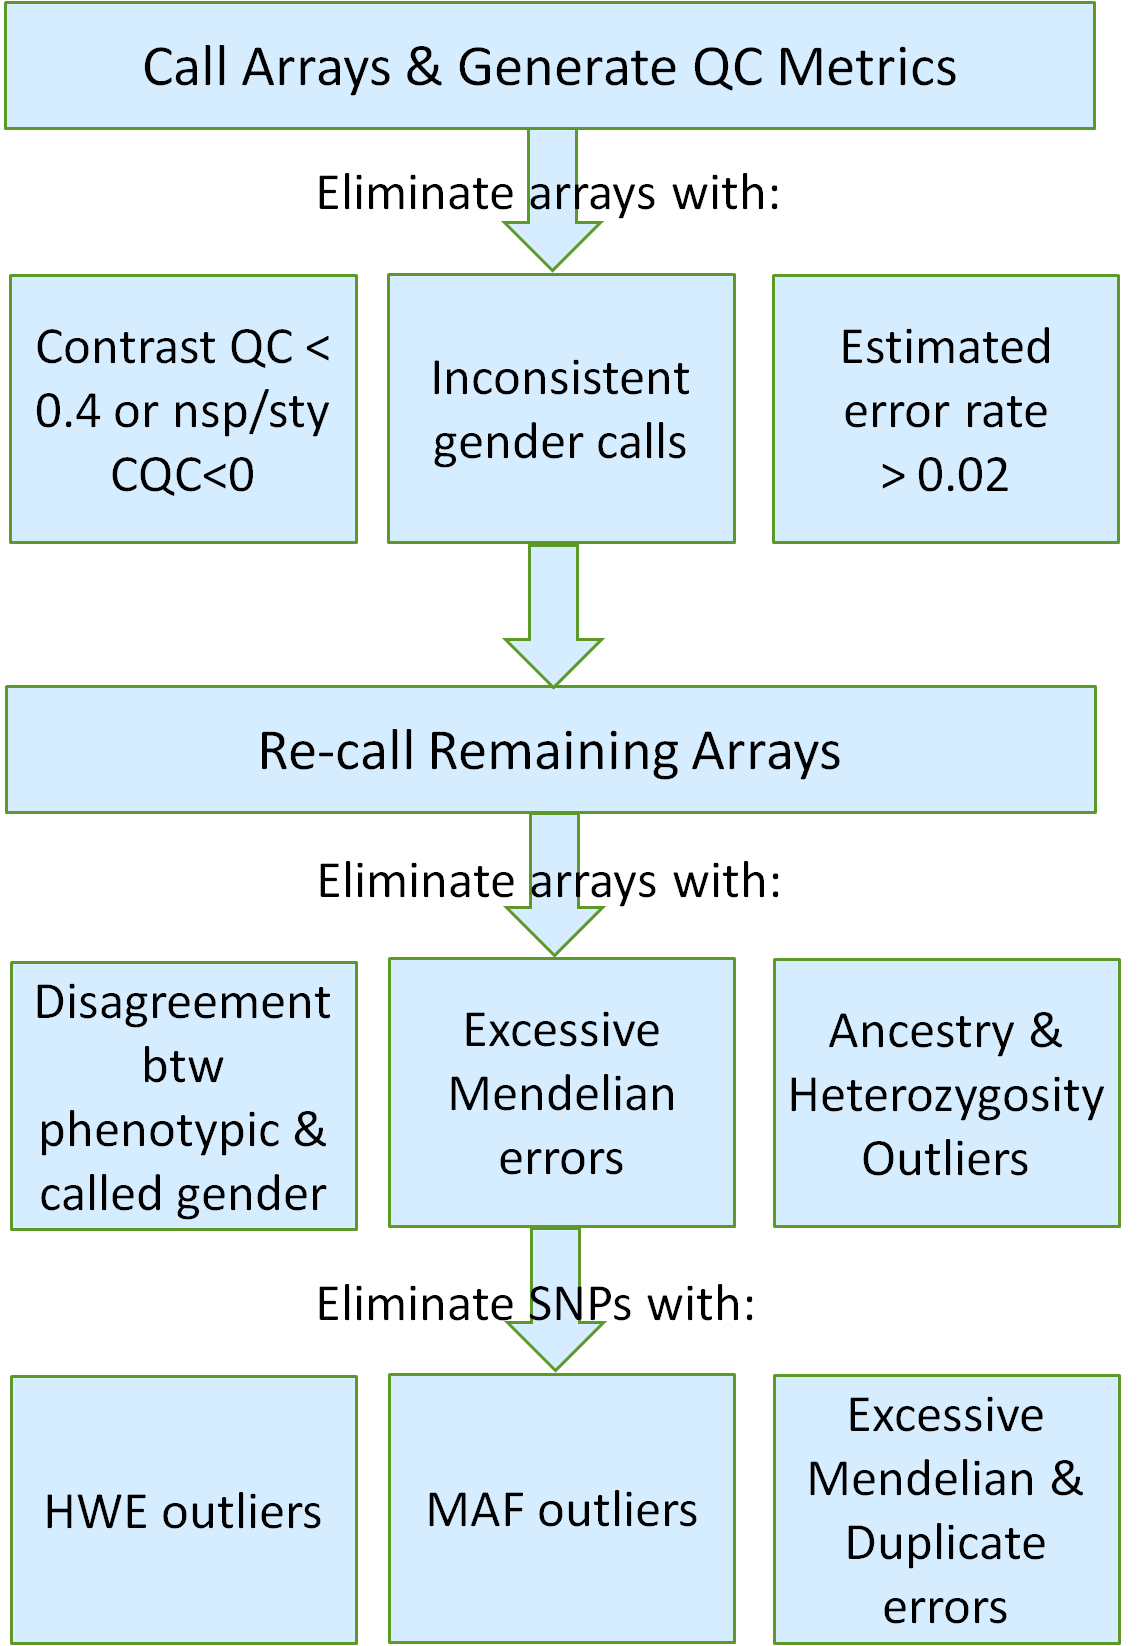 Call Arrays & Generate QC Metrics
Eliminate arrays with:
Contrast QC <
0.4 or nsp/sty
CQC<0
Inconsistent
gender calls
Estimated
error rate
> 0.02
Re-call Remaining Arrays
Eliminate arrays with:
Disagreement
btw
phenotypic &
called gender
Excessive
Mendelian
errors
Ancestry &
Heterozygosity
Outliers
Eliminate SNPs with:
HWE outliers
MAF outliers
Excessive
Mendelian &
Duplicate
errors